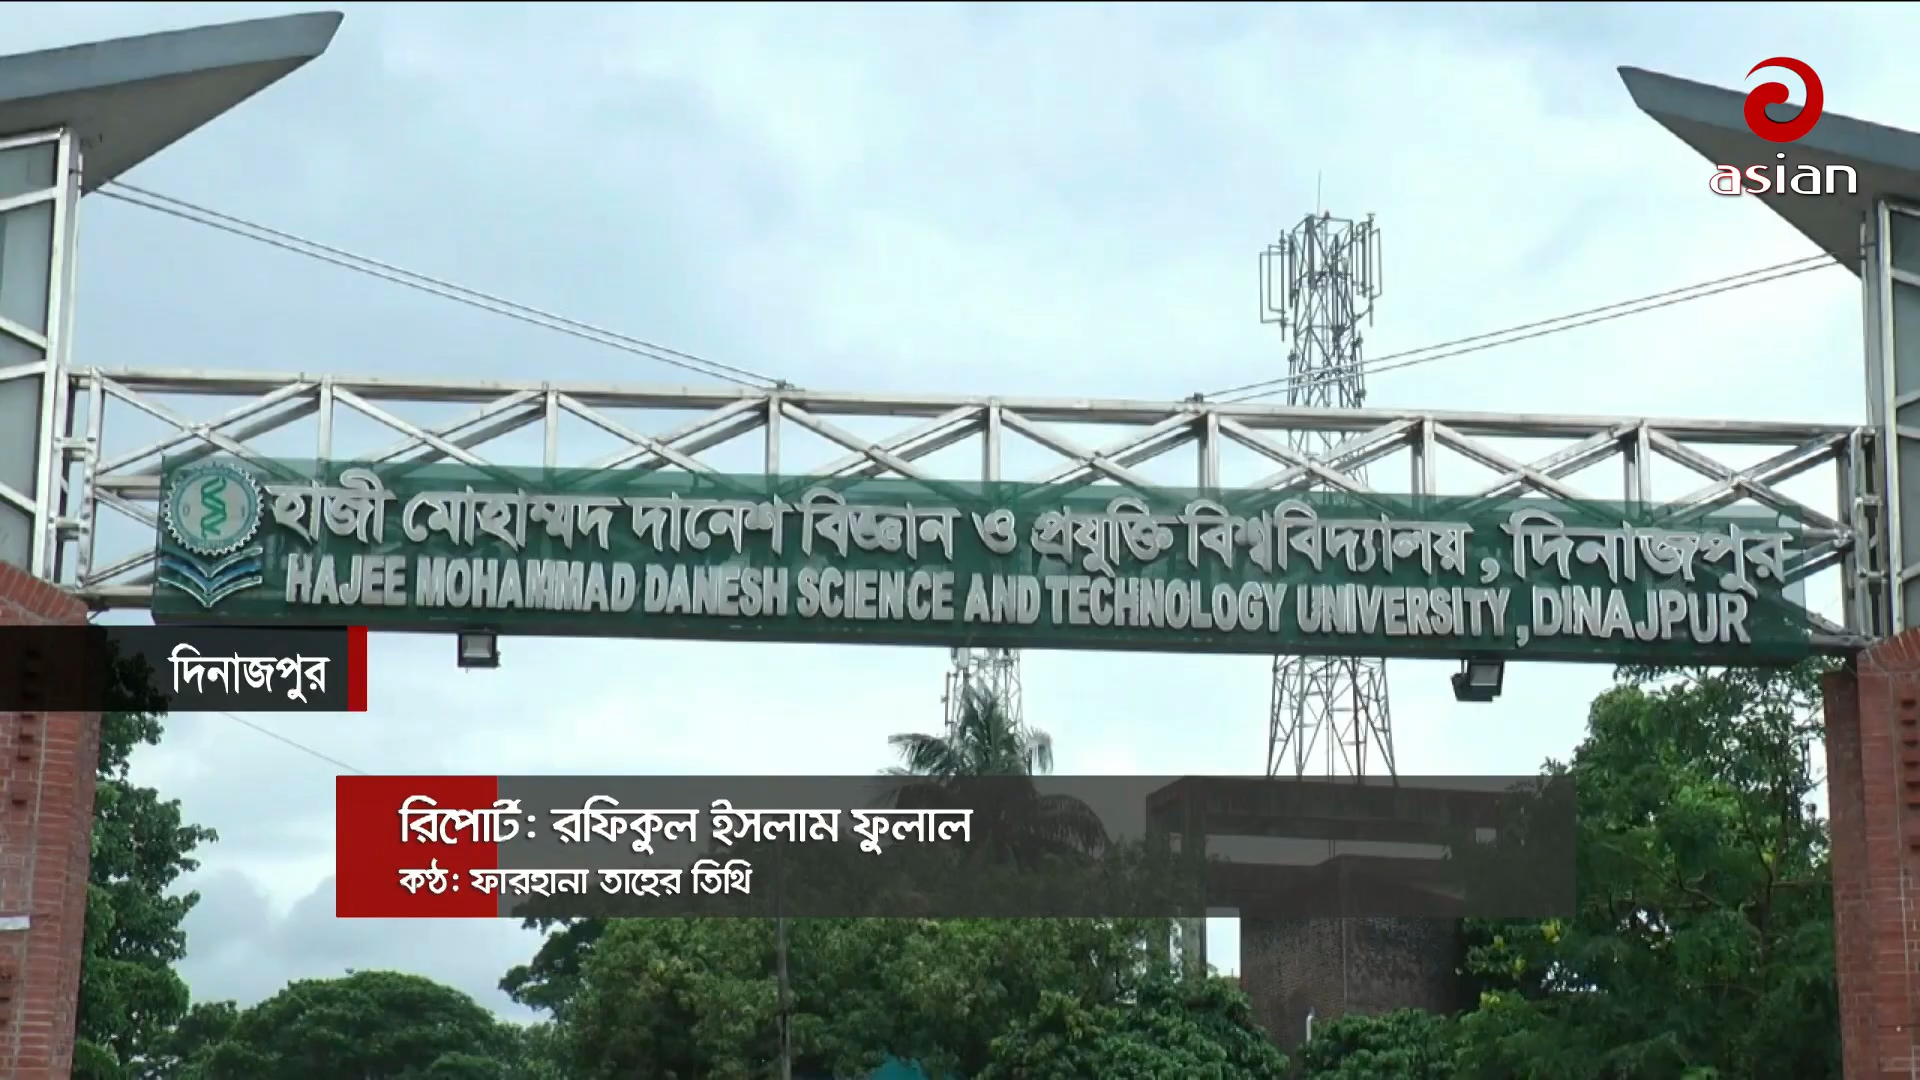 asian
হাজী মোহাম্মদ দানেশ বিজ্ঞান ও প্রযুক্তি বিশ্ববিদ্যালয়, দিনাজপুর
HAJEE MOHAMMAD DANESH SCIENCE AND TECHNOLOGY UNIVERSITY, DINAJPUR
দিনাজপুর
রিপোর্ট: রফিকুল ইসলাম ফুলাল
কণ্ঠ: ফারহানা তাহের তিথি